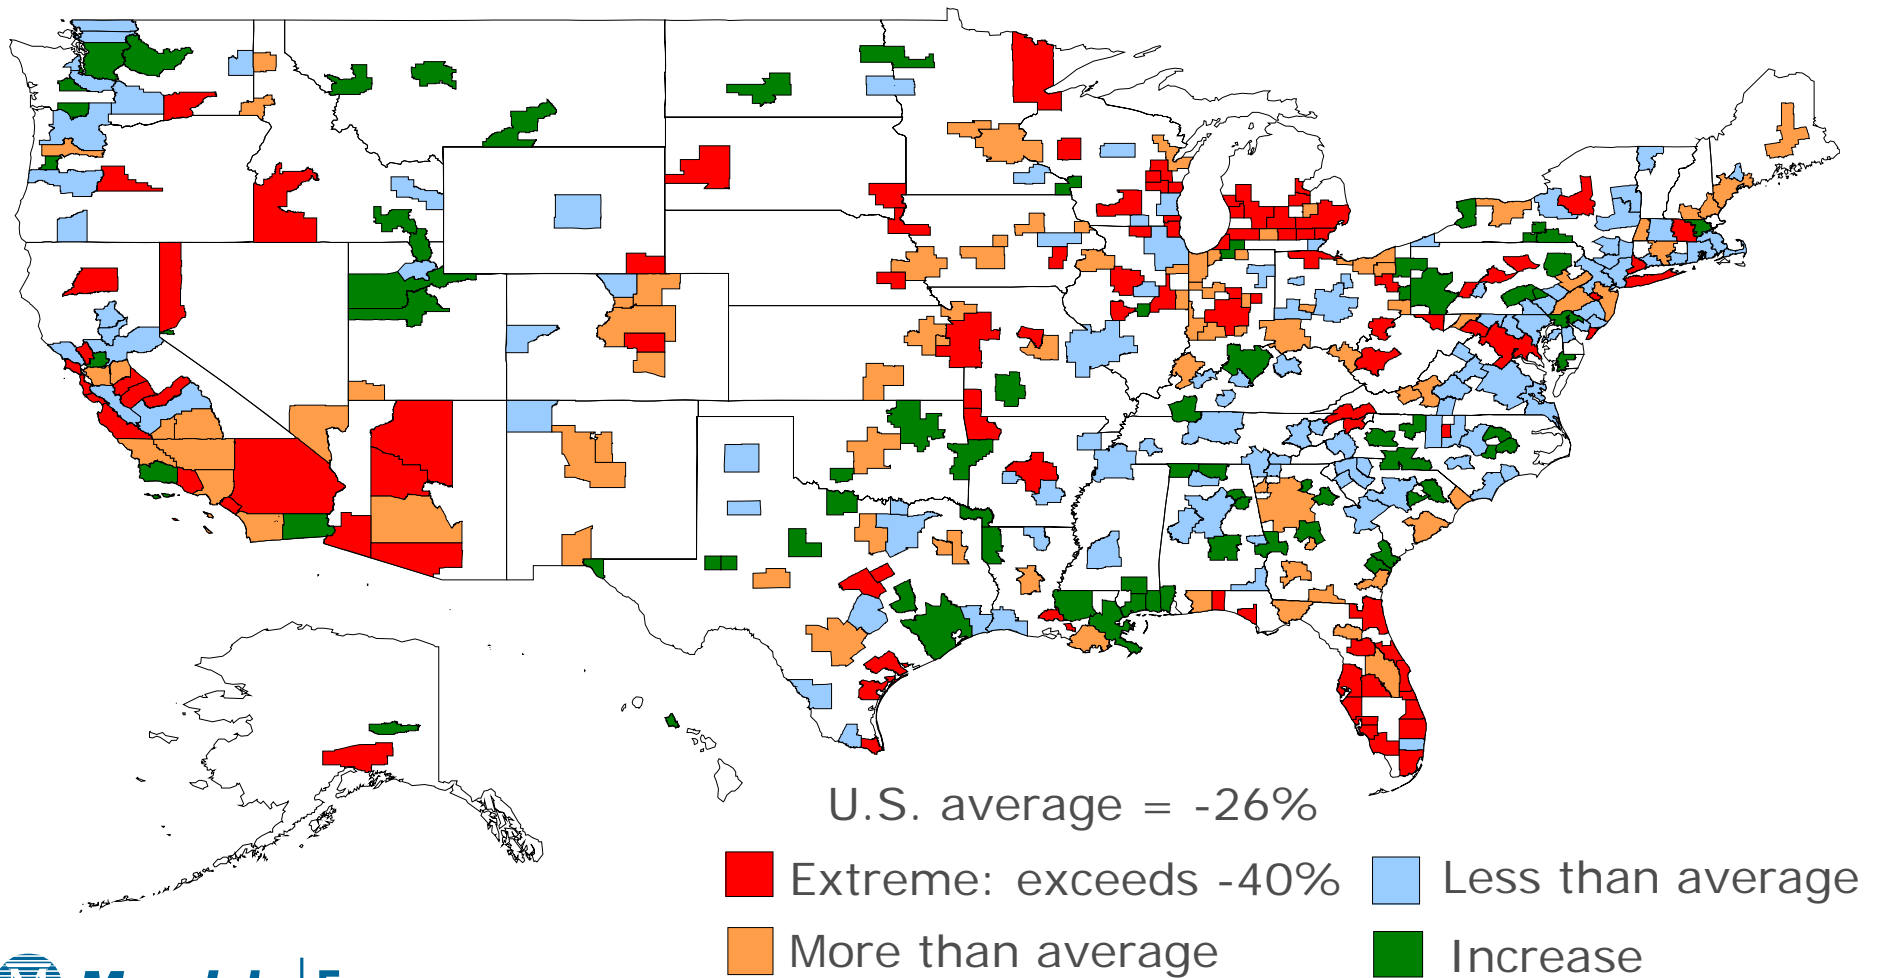 U.S. average = -26%
Extreme: exceeds -40%
Less than average
More than average
Increase